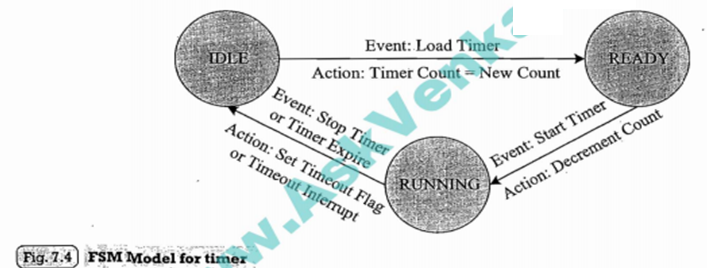 IDLE
Event: Load Timer
Action: Timer Count = New Count
READY
Event: Stop Timer
or Timer Expire
Action: Set Timeout Flag
or Timeout Interrupt
Event: Start Timer
Action: Decrement Count
RUNNING
w.AskVenka
Fig. 7.4 FSM Model for timer